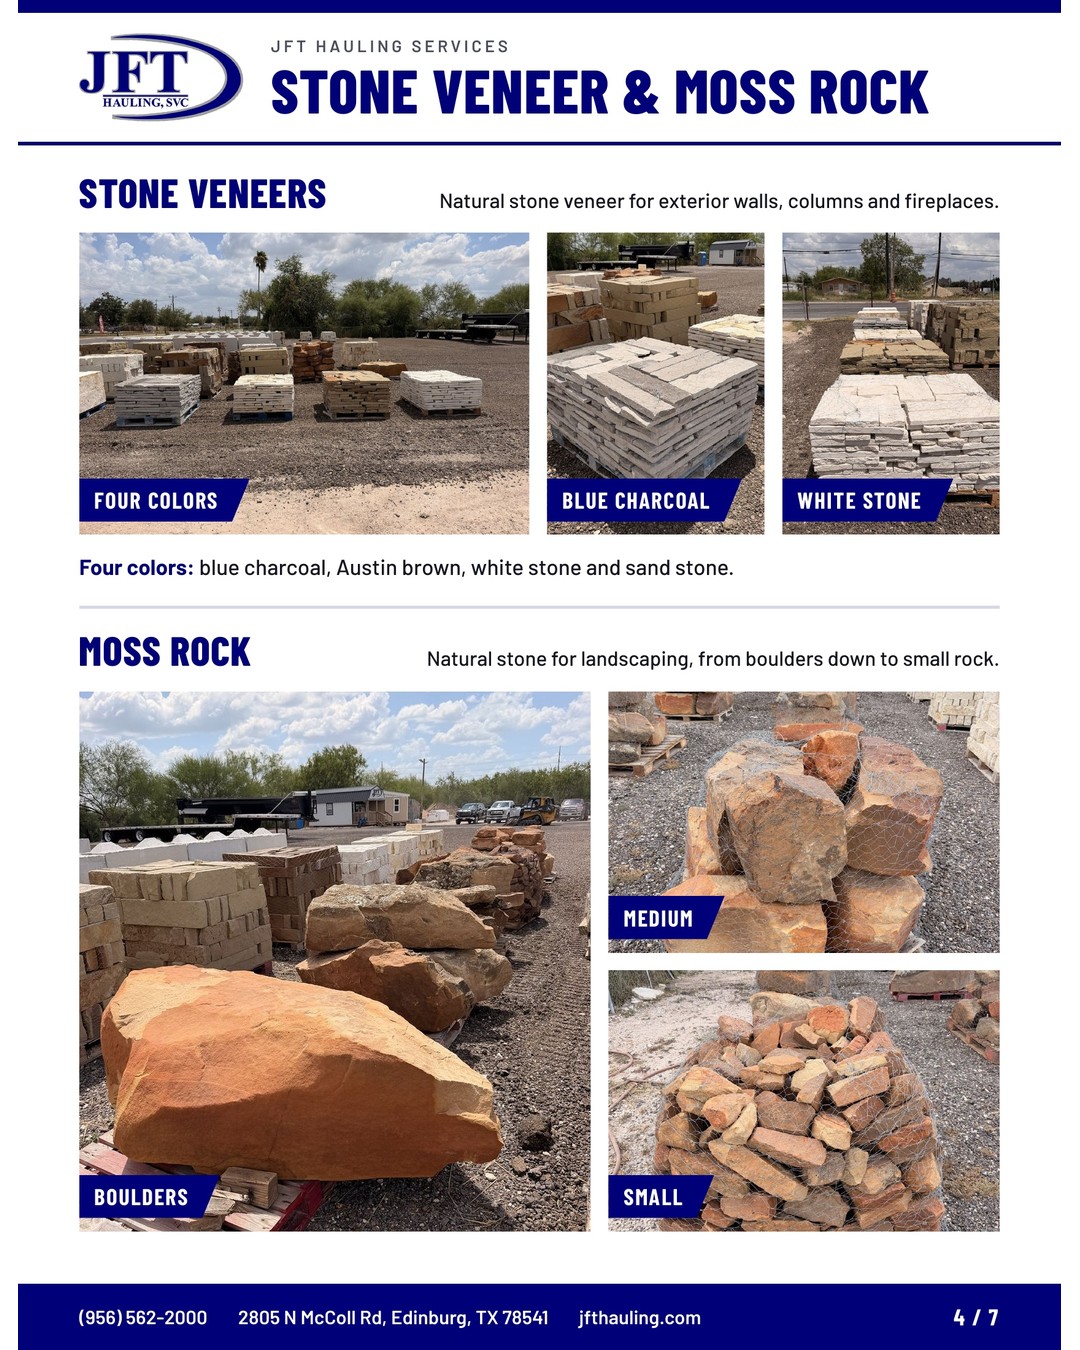 JFT
HAULING, SVC
JFT HAULING SERVICES
STONE VENEER & MOSS ROCK
STONE VENEERS
Natural stone veneer for exterior walls, columns and fireplaces.
FOUR COLORS
BLUE CHARCOAL
WHITE STONE
Four colors: blue charcoal, Austin brown, white stone and sand stone.
MOSS ROCK
Natural stone for landscaping, from boulders down to small rock.
BOULDERS
MEDIUM
SMALL
(956) 562-2000 2805 N McColl Rd, Edinburg, TX 78541 jfthauling.com 4 / 7